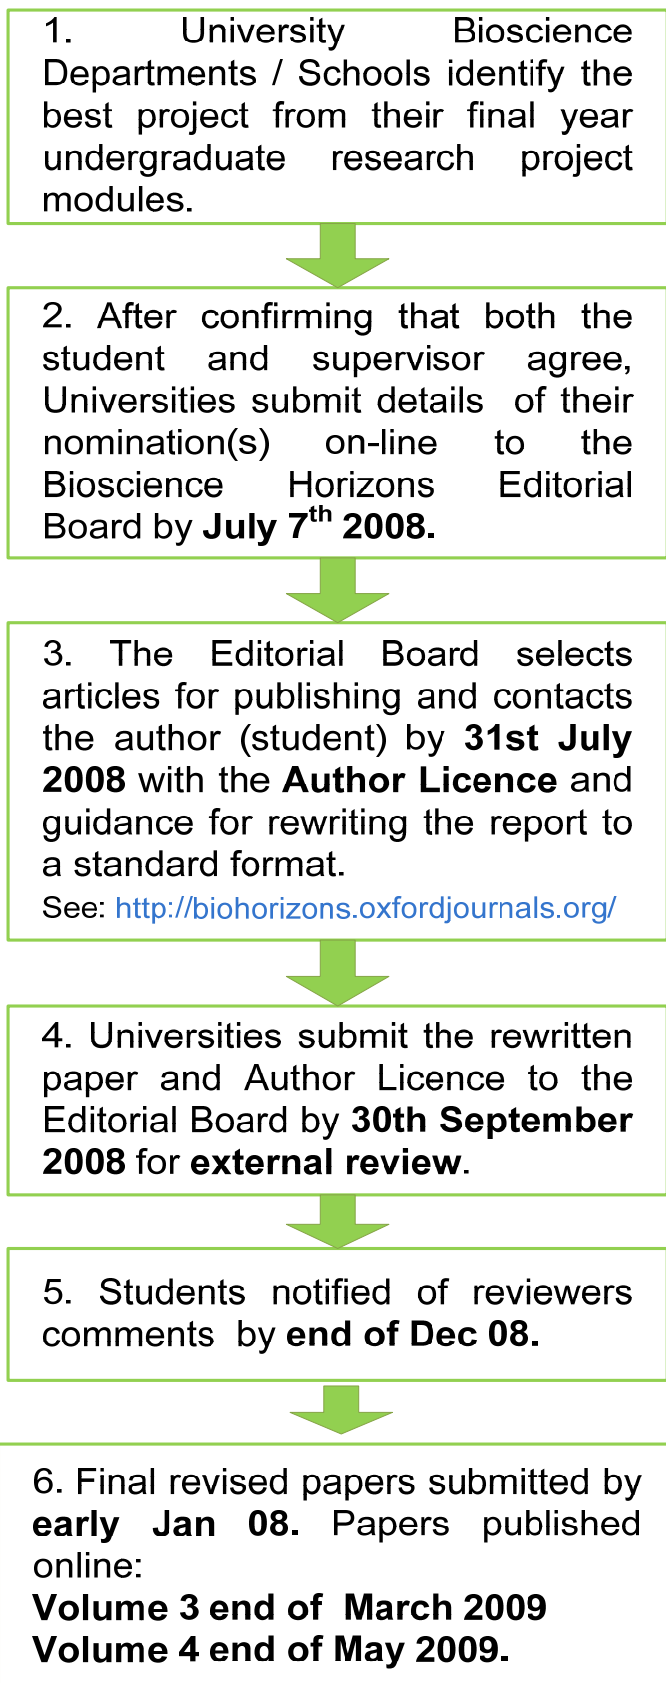 1. University Bioscience
Departments / Schools identify the
best project from their final year
undergraduate research project
modules.
2. After confirming that both the
student and supervisor agree,
Universities submit details of their
nomination(s) on-line to the
Bioscience Horizons Editorial
Board by July 7th 2008.
3. The Editorial Board selects
articles for publishing and contacts
the author (student) by 31st July
2008 with the Author Licence and
guidance for rewriting the report to
a standard format.
See: http://biohorizons.oxfordjournals.org/
4. Universities submit the rewritten
paper and Author Licence to the
Editorial Board by 30th September
2008 for external review.
5. Students notified of reviewers
comments by end of Dec 08.
6. Final revised papers submitted by
early Jan 08. Papers published
online:
Volume 3 end of March 2009
Volume 4 end of May 2009.